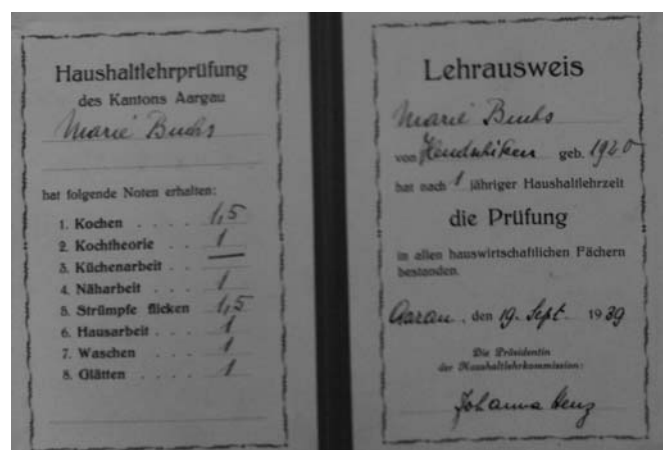 Haushaltlehrprüfung
des Kantons Aargau
Marie Buchs
hat folgende Noten erhalten:
1. Kochen . . . . 1,5
2. Kochtheorie . . 1
3. Küchenarbeit . . —
4. Näharbeit . . . 1
5. Strümpfe flicken 1,5
6. Hausarbeit . . . 1
7. Waschen . . . . 1
8. Glätten . . . . 1
Lehrausweis
Marie Buchs
von Hendschiken geb. 1920
hat nach 1 jähriger Haushaltlehrzeit
die Prüfung
in allen hauswirtschaftlichen Fächern
bestanden.
Aarau, den 19. Sept. 1939
Die Präsidentin
der Haushaltlehrkommission:
Johanna